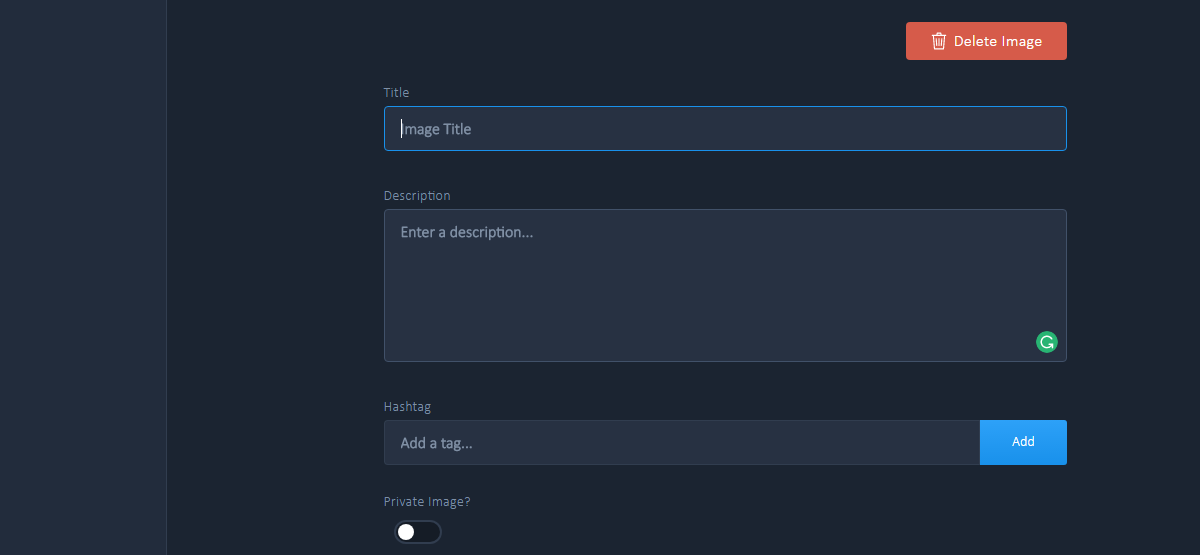 Delete Image
Title
Image Title
Description
Enter a description...
Hashtag
Add a tag...
Add
Private Image?